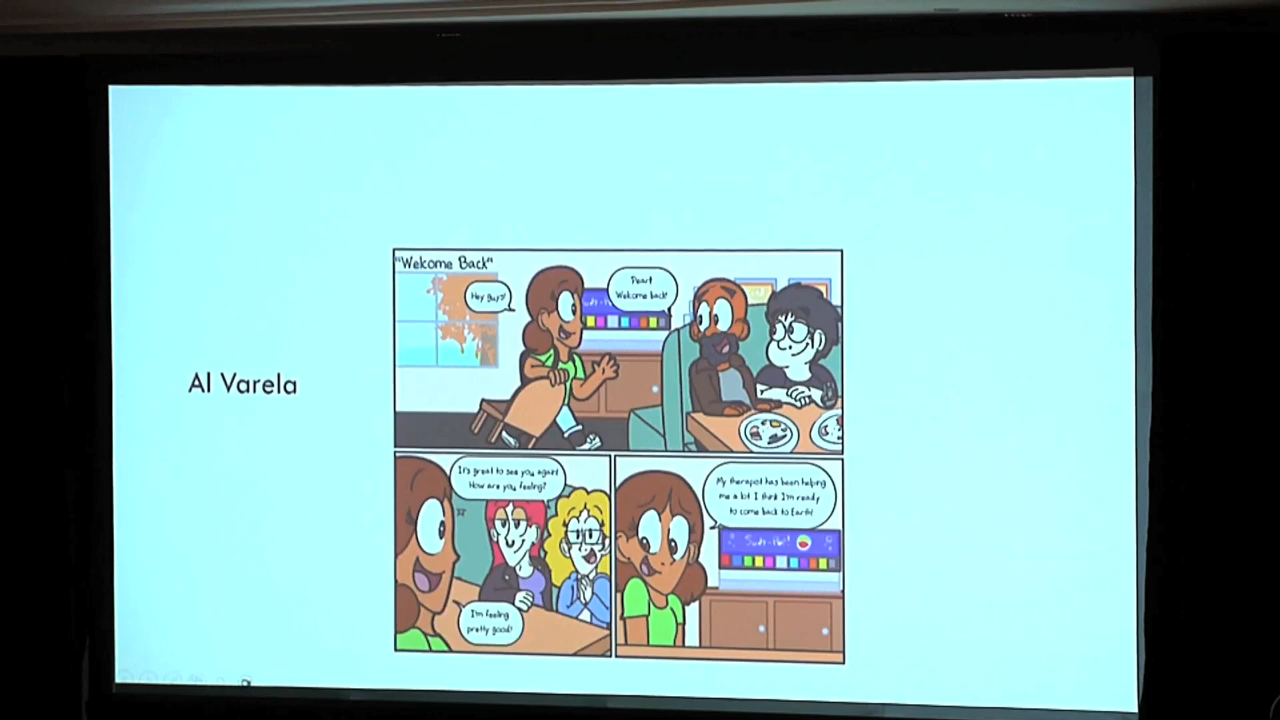 "Welcome Back"
Hey guys!
Pearl
Welcome back!
Al Varela
It's great to see you again!
How are you feeling?
I'm feeling
pretty good!
My therapist has been helping
me a lot. I think I'm ready
to come back to Earth!